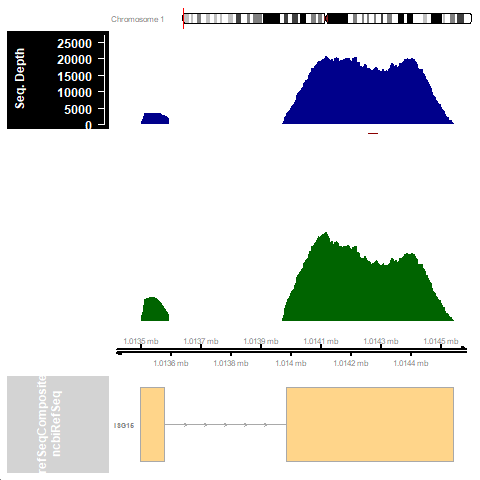 Chromosome 1
Seq. Depth
25000
20000
15000
10000
5000
0
1.0135 mb 1.0137 mb 1.0139 mb 1.0141 mb 1.0143 mb 1.0145 mb
1.0136 mb 1.0138 mb 1.014 mb 1.0142 mb 1.0144 mb
refSeqComposite
ncbiRefSeq
ISG15